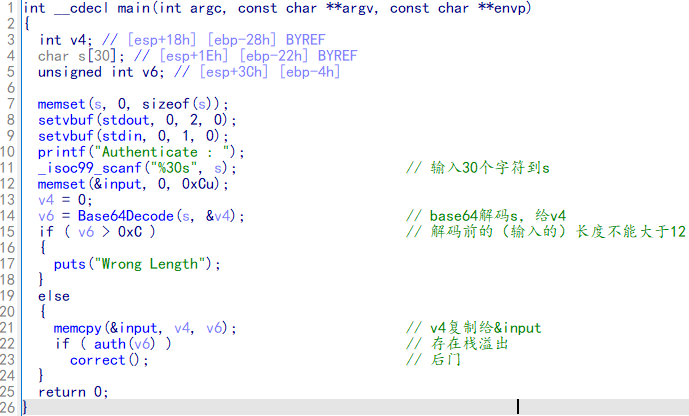 1 int __cdecl main(int argc, const char **argv, const char **envp)
2 {
3 int v4; // [esp+18h] [ebp-28h] BYREF
4 char s[30]; // [esp+1Eh] [ebp-22h] BYREF
5 unsigned int v6; // [esp+3Ch] [ebp-4h]
6
7 memset(s, 0, sizeof(s));
8 setvbuf(stdout, 0, 2, 0);
9 setvbuf(stdin, 0, 1, 0);
10 printf("Authenticate : ");
11 _isoc99_scanf("%30s", s); // 输入30个字符到s
12 memset(&input, 0, 0xCu);
13 v4 = 0;
14 v6 = Base64Decode(s, &v4); // base64解码s, 给v4
15 if ( v6 > 0xC ) // 解码前的（输入的）长度不能大于12
16 {
17 puts("Wrong Length");
18 }
19 else
20 {
21 memcpy(&input, v4, v6); // v4复制给&input
22 if ( auth(v6) ) // 存在栈溢出
23 correct(); // 后门
24 }
25 return 0;
26 }